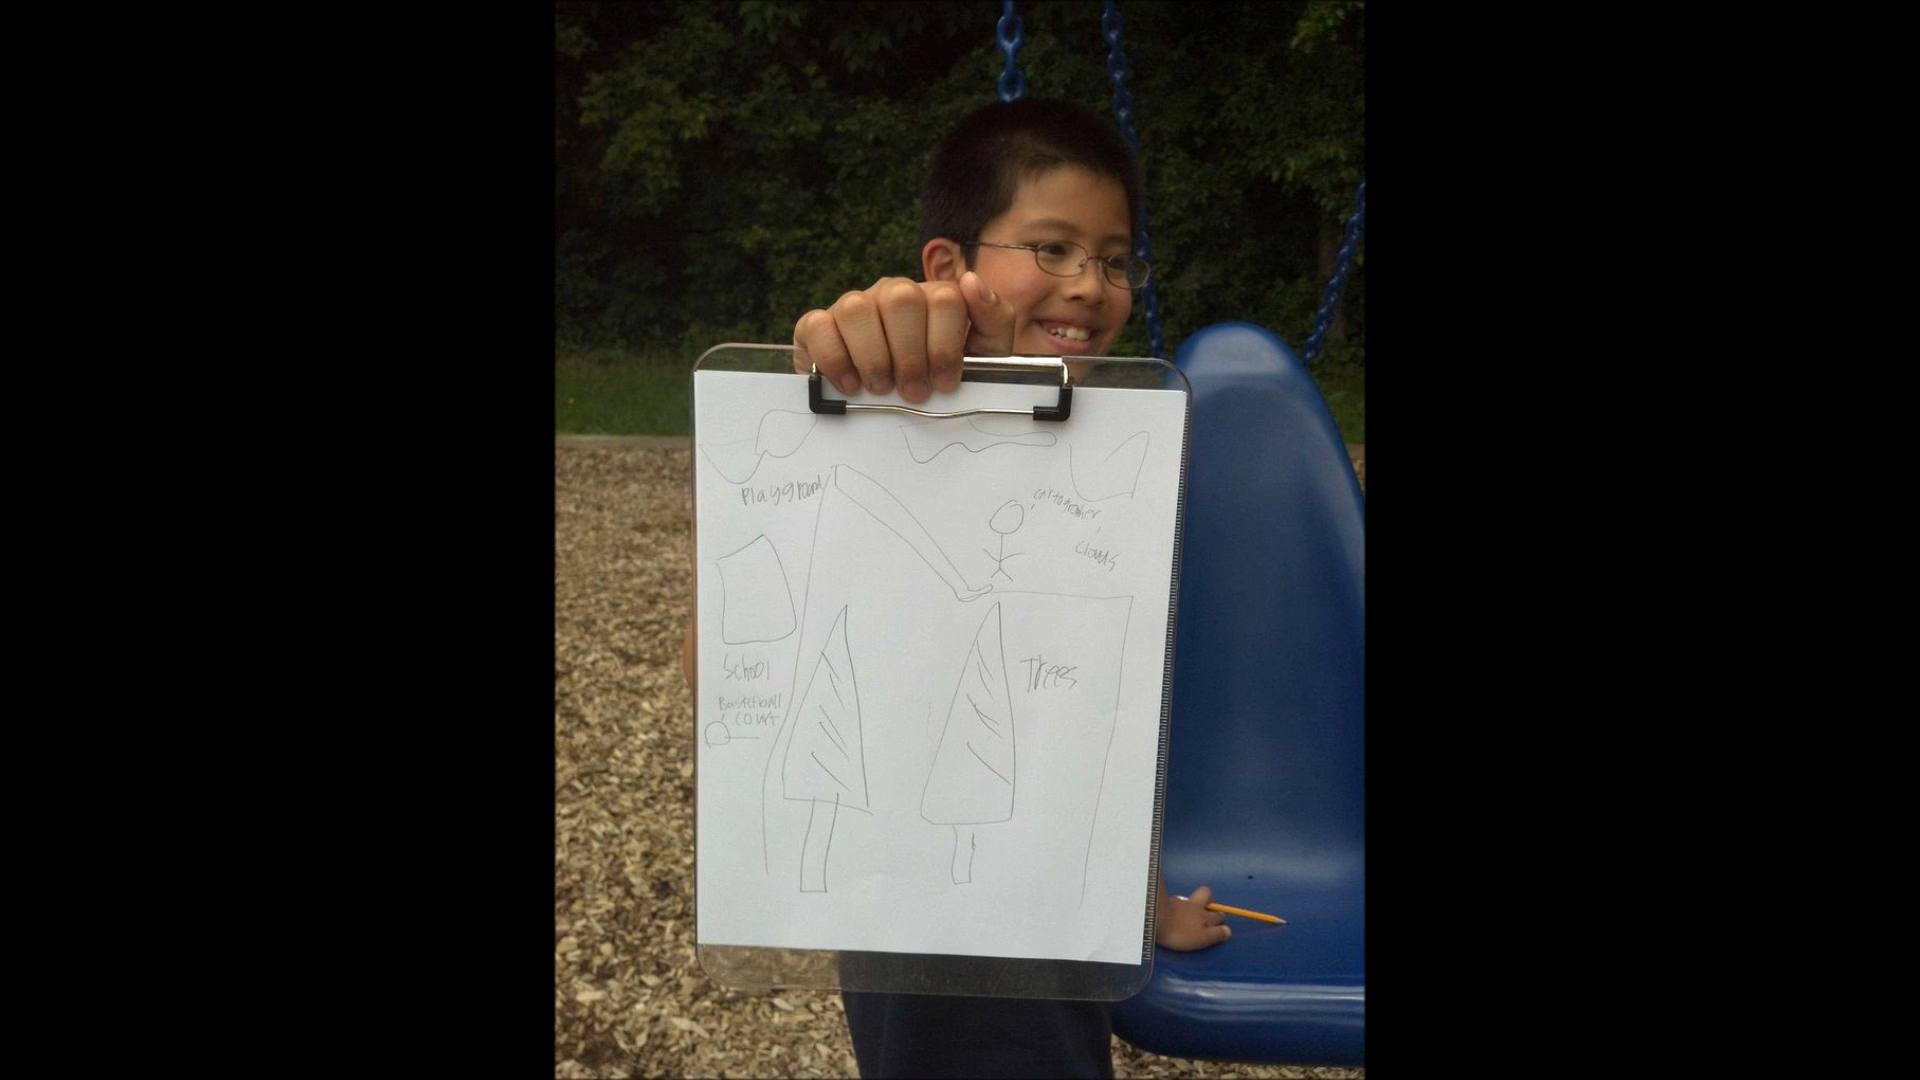 Playground
cartographer
clouds
School
Trees
Basketball
court